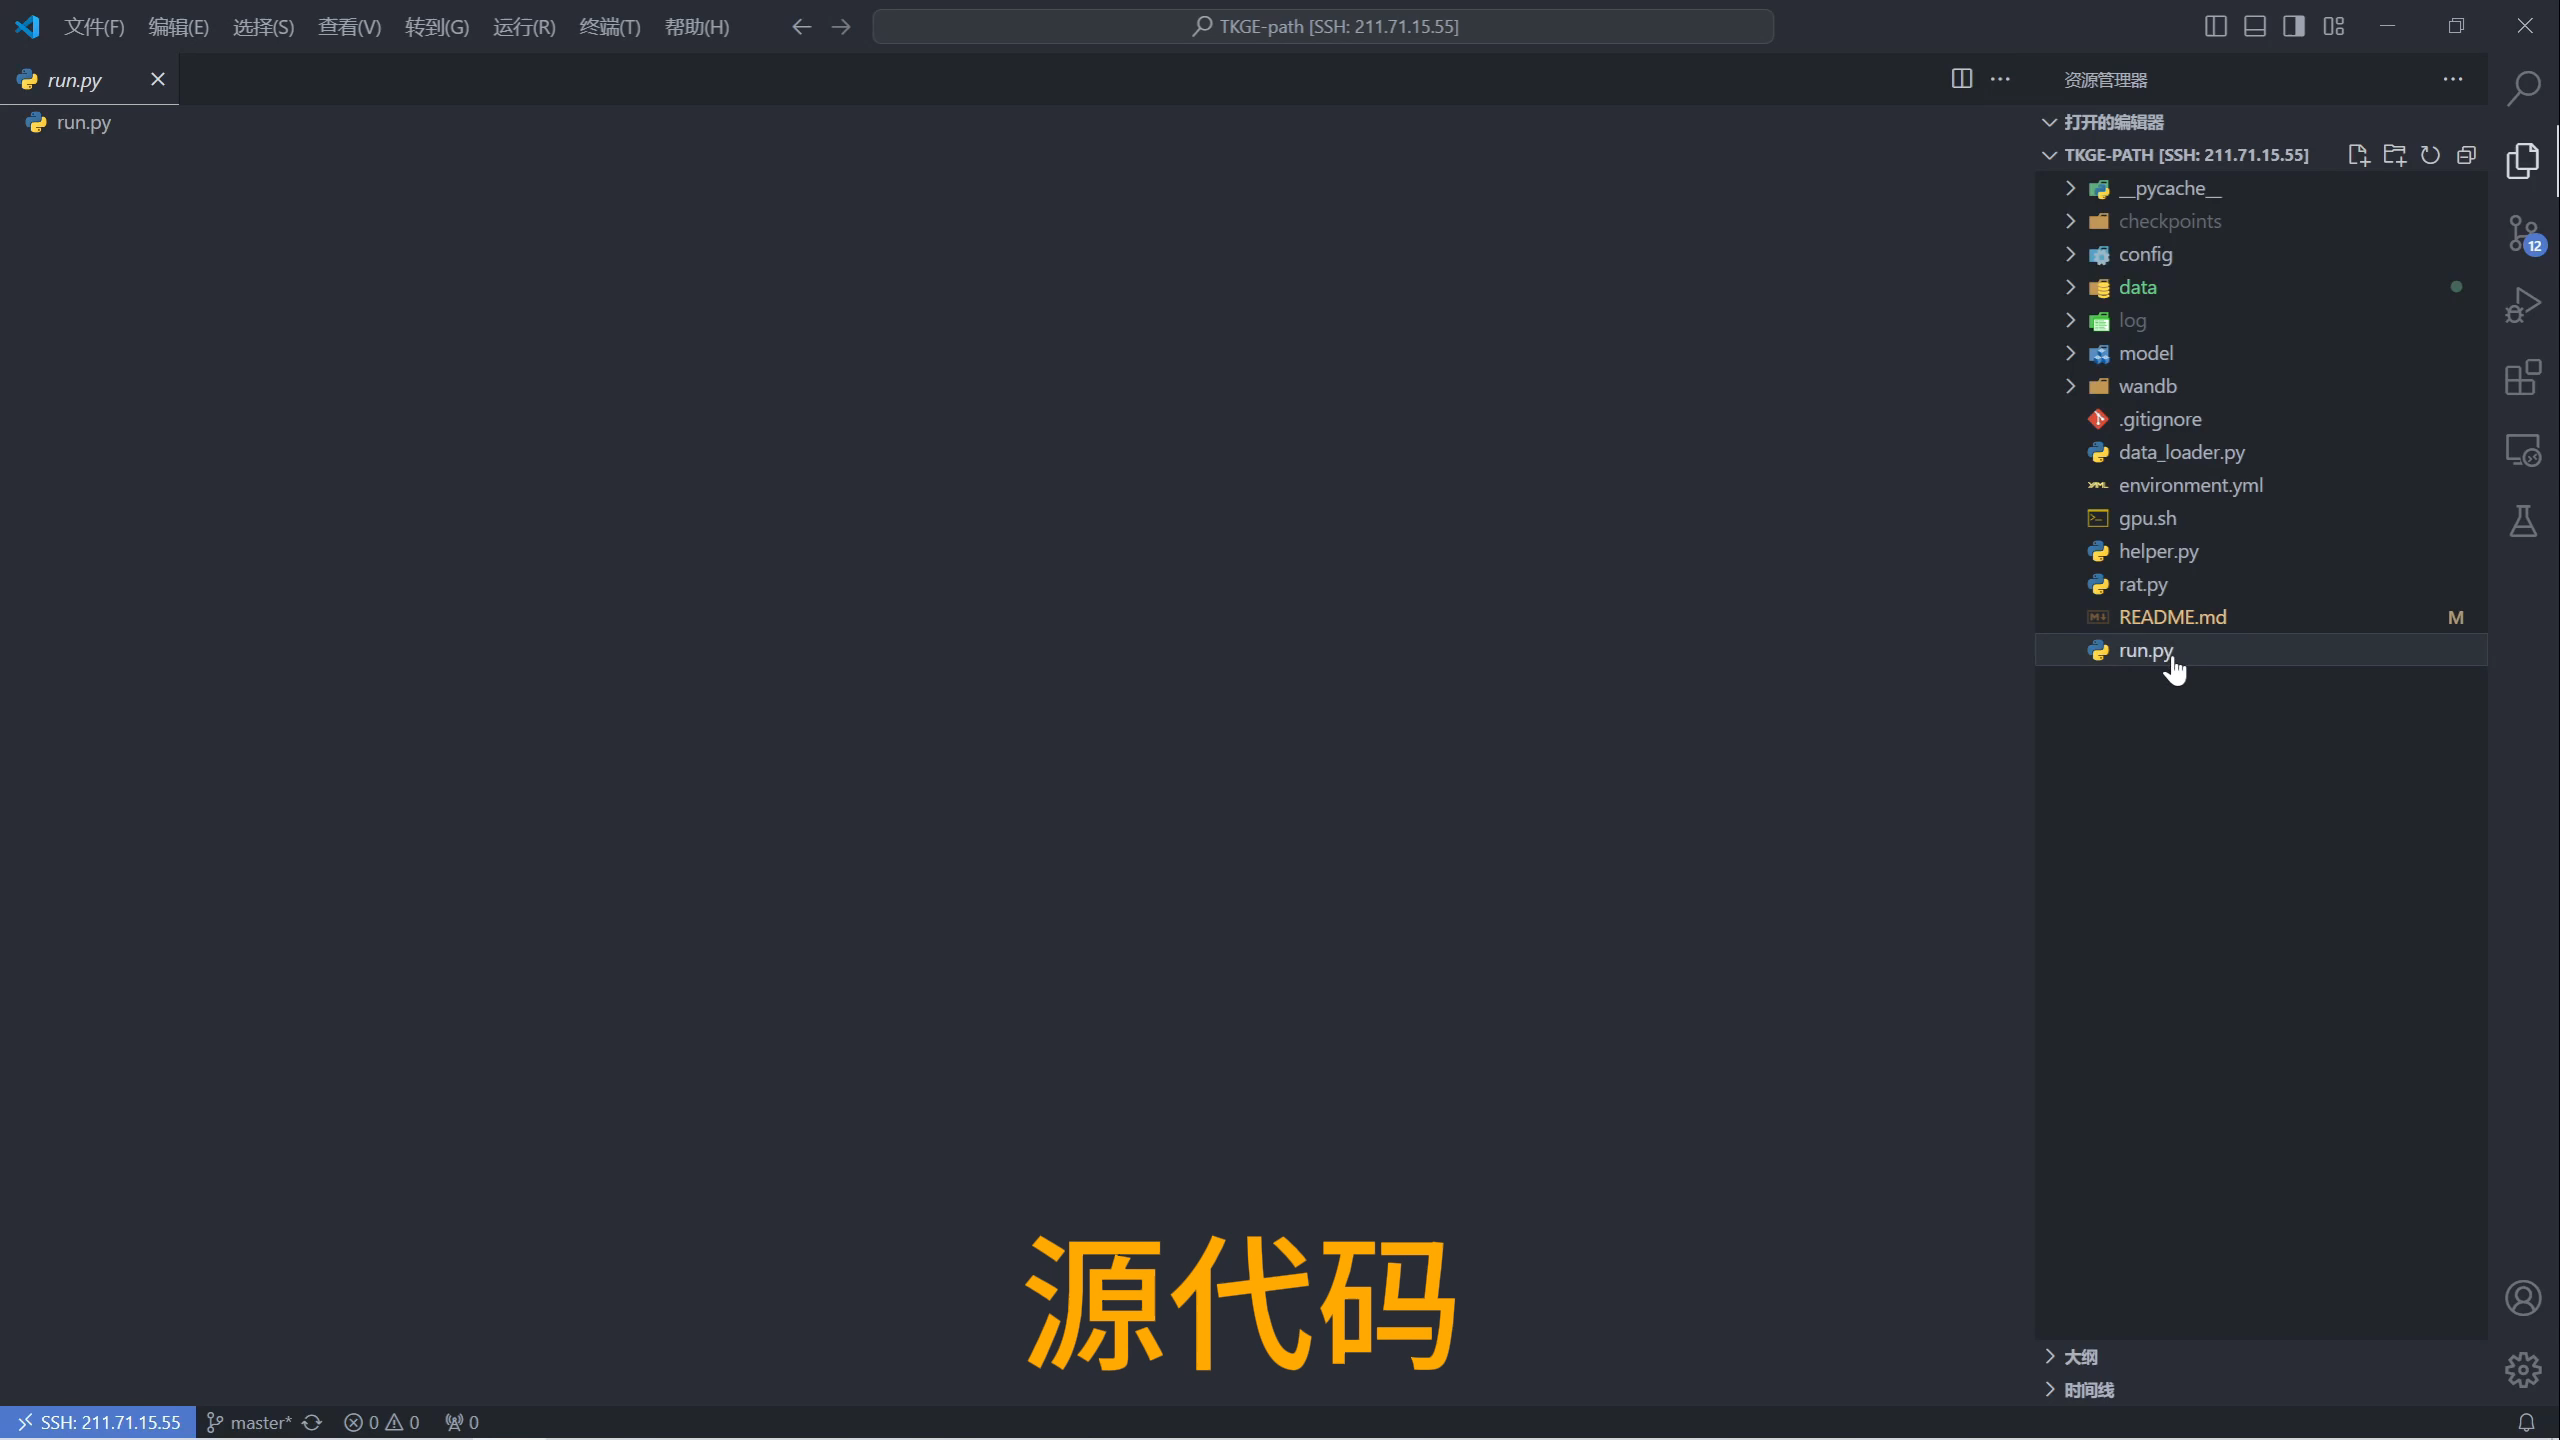 文件(F) 编辑(E) 选择(S) 查看(V) 转到(G) 运行(R) 终端(T) 帮助(H)
TKGE-path [SSH: 211.71.15.55]
run.py
run.py
资源管理器
打开的编辑器
TKGE-PATH [SSH: 211.71.15.55]
__pycache__
checkpoints
config
data
log
model
wandb
.gitignore
data_loader.py
environment.yml
gpu.sh
helper.py
rat.py
README.md M
run.py
12
源代码
大纲
时间线
SSH: 211.71.15.55 master* 0 0 0